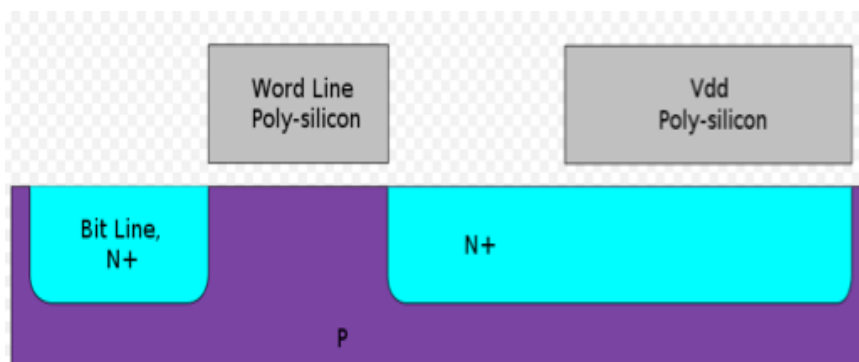 Word Line
Poly-silicon
Vdd
Poly-silicon
Bit Line,
N+
N+
P